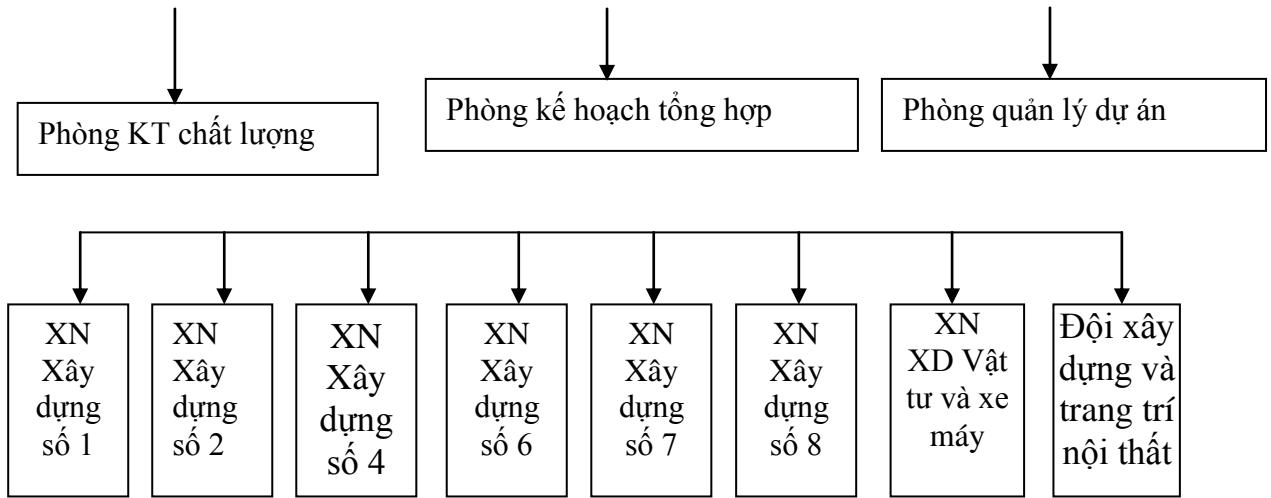 Phòng KT chất lượng
Phòng kế hoạch tổng hợp
Phòng quản lý dự án
XN
Xây
dựng
số 1
XN
Xây
dựng
số 2
XN
Xây
dựng
số 4
XN
Xây
dựng
số 6
XN
Xây
dựng
số 7
XN
Xây
dựng
số 8
XN
XD Vật
tư và xe
máy
Đội xây
dựng và
trang trí
nội thất